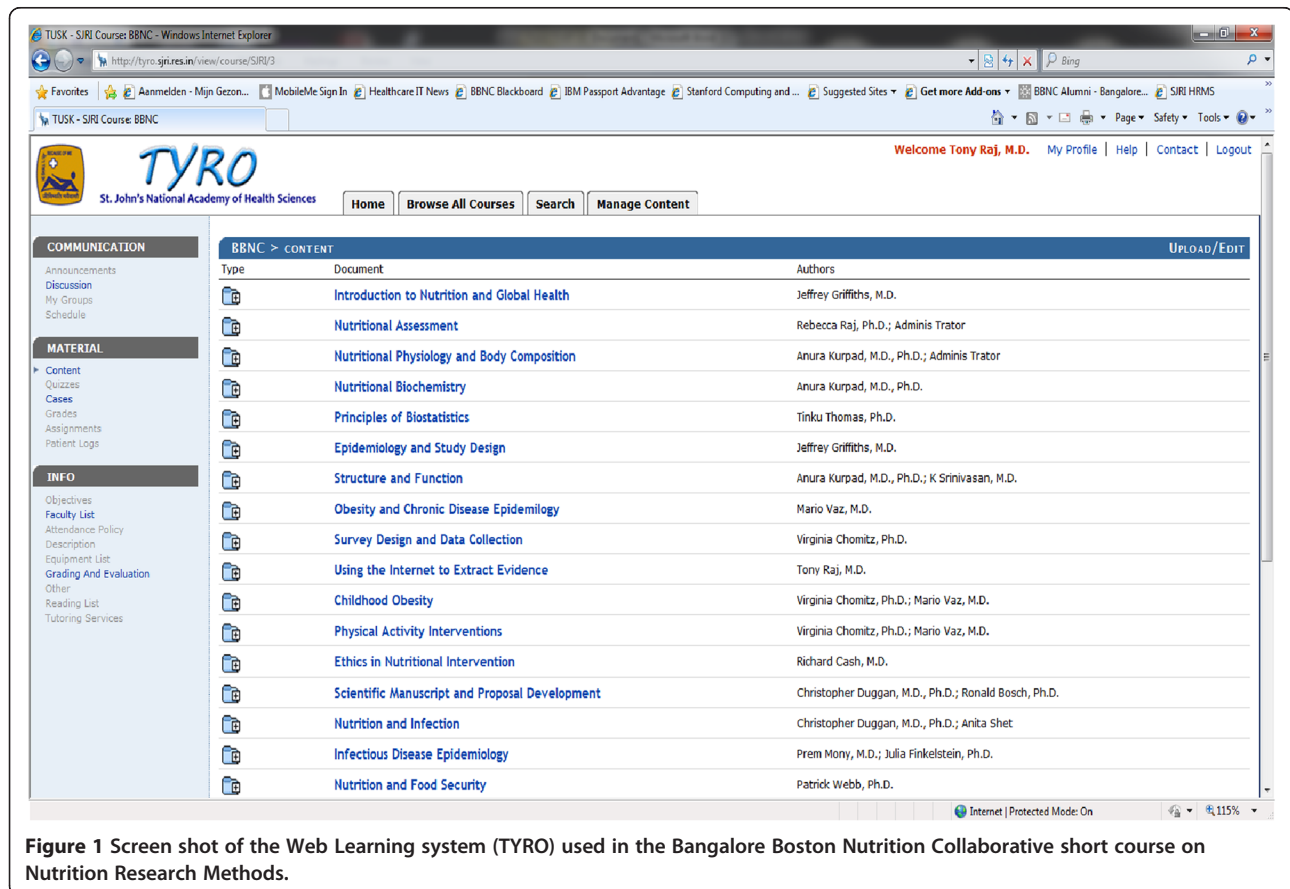 TUSK - SJRI Course: BBNC - Windows Internet Explorer
http://tyro.sjri.res.in/view/course/SJRI/3
Bing
Favorites Aanmelden - Mijn Gezon... MobileMe Sign In Healthcare IT News BBNC Blackboard IBM Passport Advantage Stanford Computing and ... Suggested Sites Get more Add-ons BBNC Alumni - Bangalore... SJRI HRMS
TUSK - SJRI Course: BBNC
Page Safety Tools
Welcome Tony Raj, M.D. My Profile | Help | Contact | Logout
TYRO
St. John's National Academy of Health Sciences
Home Browse All Courses Search Manage Content
COMMUNICATION
Announcements
Discussion
My Groups
Schedule
MATERIAL
Content
Quizzes
Cases
Grades
Assignments
Patient Logs
INFO
Objectives
Faculty List
Attendance Policy
Description
Equipment List
Grading And Evaluation
Other
Reading List
Tutoring Services
BBNC > CONTENT UPLOAD/EDIT
Type Document Authors
Introduction to Nutrition and Global Health Jeffrey Griffiths, M.D.
Nutritional Assessment Rebecca Raj, Ph.D.; Adminis Trator
Nutritional Physiology and Body Composition Anura Kurpad, M.D., Ph.D.; Adminis Trator
Nutritional Biochemistry Anura Kurpad, M.D., Ph.D.
Principles of Biostatistics Tinku Thomas, Ph.D.
Epidemiology and Study Design Jeffrey Griffiths, M.D.
Structure and Function Anura Kurpad, M.D., Ph.D.; K Srinivasan, M.D.
Obesity and Chronic Disease Epidemilogy Mario Vaz, M.D.
Survey Design and Data Collection Virginia Chomitz, Ph.D.
Using the Internet to Extract Evidence Tony Raj, M.D.
Childhood Obesity Virginia Chomitz, Ph.D.; Mario Vaz, M.D.
Physical Activity Interventions Virginia Chomitz, Ph.D.; Mario Vaz, M.D.
Ethics in Nutritional Intervention Richard Cash, M.D.
Scientific Manuscript and Proposal Development Christopher Duggan, M.D., Ph.D.; Ronald Bosch, Ph.D.
Nutrition and Infection Christopher Duggan, M.D., Ph.D.; Anita Shet
Infectious Disease Epidemiology Prem Mony, M.D.; Julia Finkelstein, Ph.D.
Nutrition and Food Security Patrick Webb, Ph.D.
Internet | Protected Mode: On 115%
Figure 1 Screen shot of the Web Learning system (TYRO) used in the Bangalore Boston Nutrition Collaborative short course on
Nutrition Research Methods.